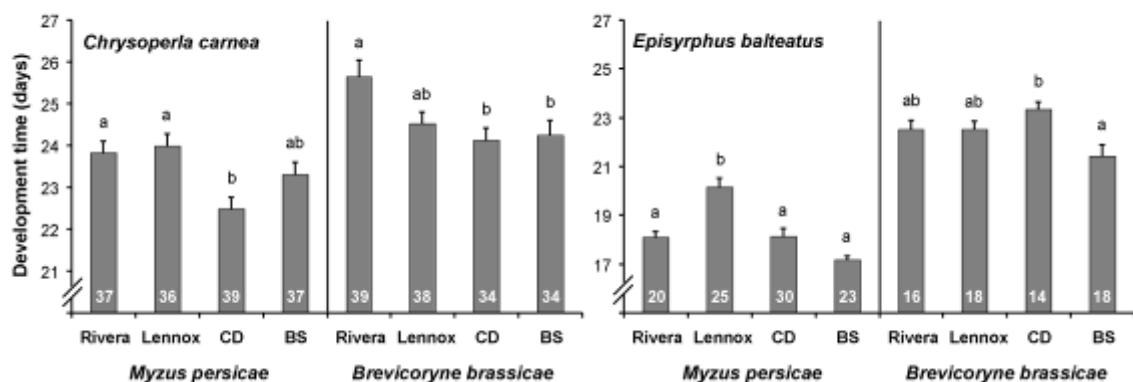 27
26
25
24
23
22
21
Development time (days)
Chrysoperla carnea
a
a
b
ab
a
ab
b
b
37
36
39
37
39
38
34
34
Rivera Lennox CD BS Rivera Lennox CD BS
Myzus persicae Brevicoryne brassicae
27
25
23
21
19
17
Episyrphus balteatus
a
b
a
a
ab
ab
b
a
20
25
30
23
16
18
14
18
Rivera Lennox CD BS Rivera Lennox CD BS
Myzus persicae Brevicoryne brassicae